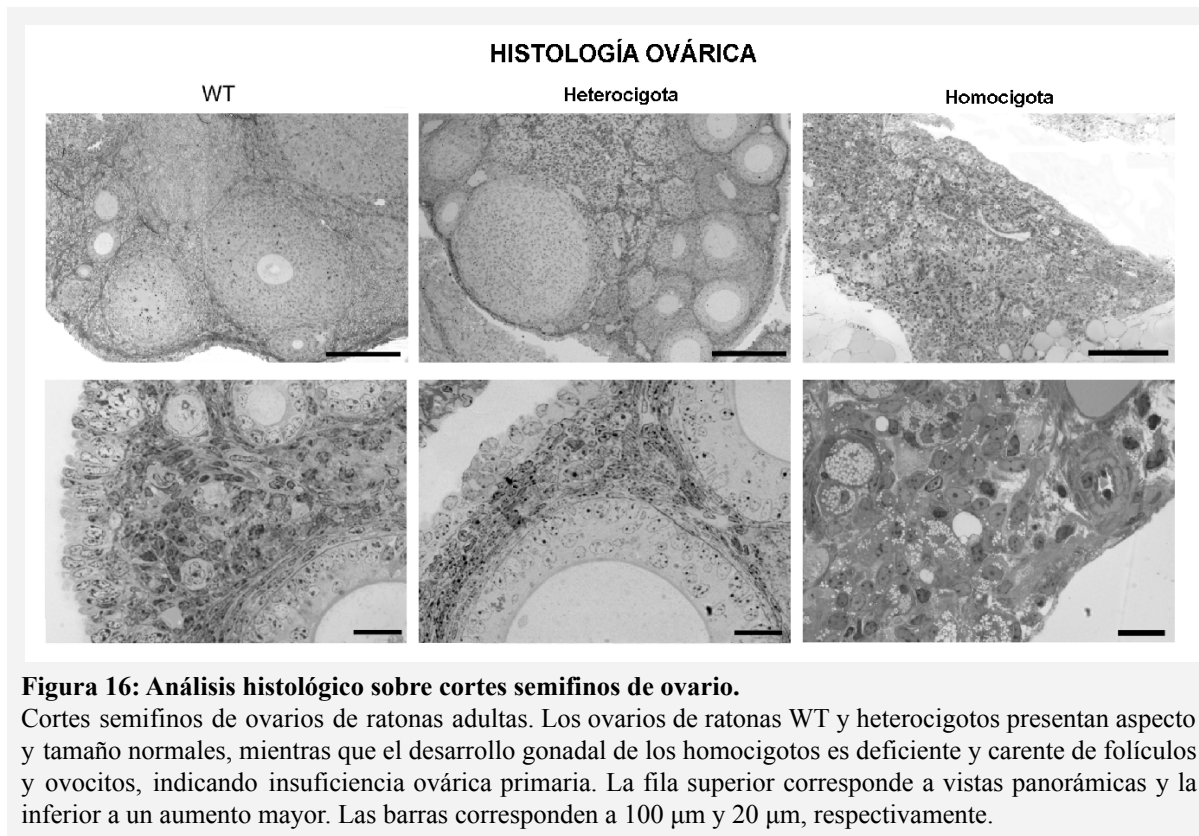 HISTOLOGÍA OVÁRICA
WT
Heterocigota
Homocigota
Figura 16: Análisis histológico sobre cortes semifinos de ovario.
Cortes semifinos de ovarios de ratonas adultas. Los ovarios de ratonas WT y heterocigotos presentan aspecto
y tamaño normales, mientras que el desarrollo gonadal de los homocigotos es deficiente y carente de folículos
y ovocitos, indicando insuficiencia ovárica primaria. La fila superior corresponde a vistas panorámicas y la
inferior a un aumento mayor. Las barras corresponden a 100 μm y 20 μm, respectivamente.